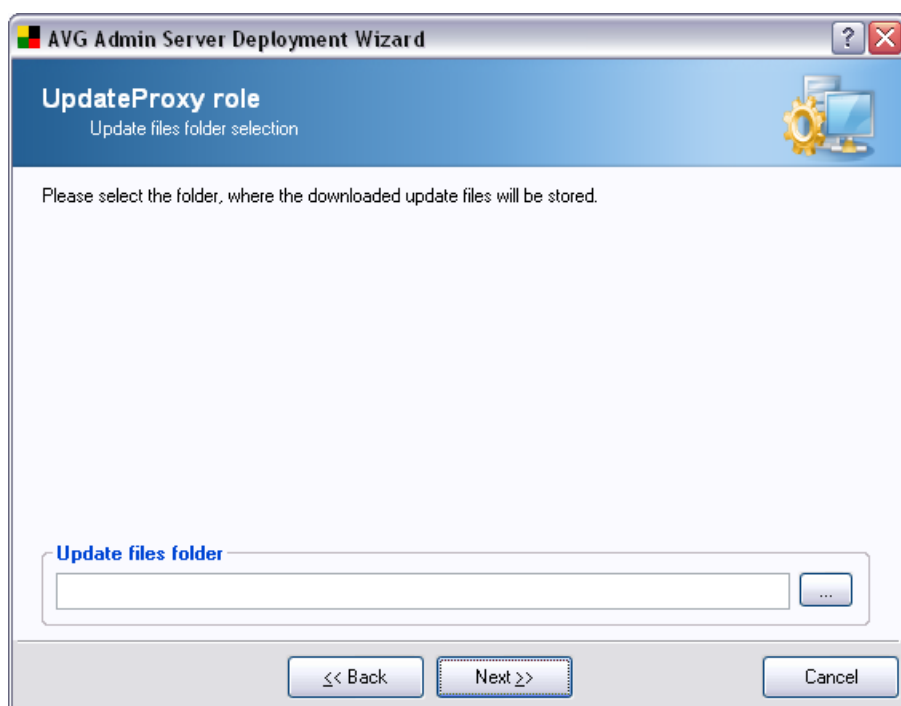 AVG Admin Server Deployment Wizard
?
UpdateProxy role
Update files folder selection
Please select the folder, where the downloaded update files will be stored.
Update files folder
...
<< Back
Next >>
Cancel